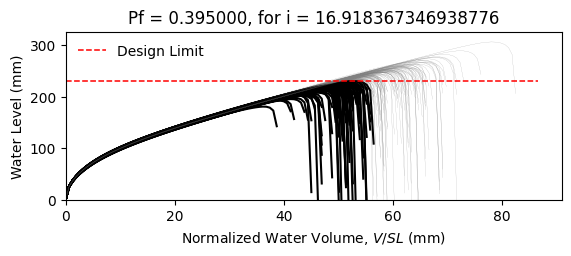 Pf = 0.395000, for i = 16.918367346938776
Water Level (mm)
300
200
100
0
Design Limit
0 20 40 60 80
Normalized Water Volume, V/SL (mm)